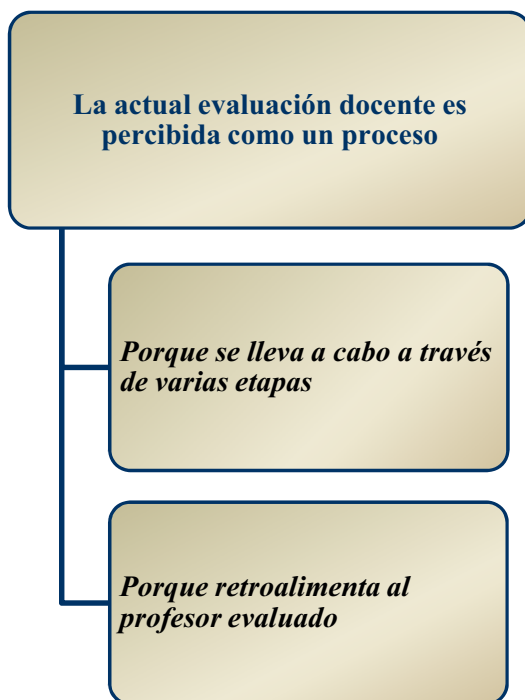 La actual evaluación docente es
percibida como un proceso
Porque se lleva a cabo a través
de varias etapas
Porque retroalimenta al
profesor evaluado